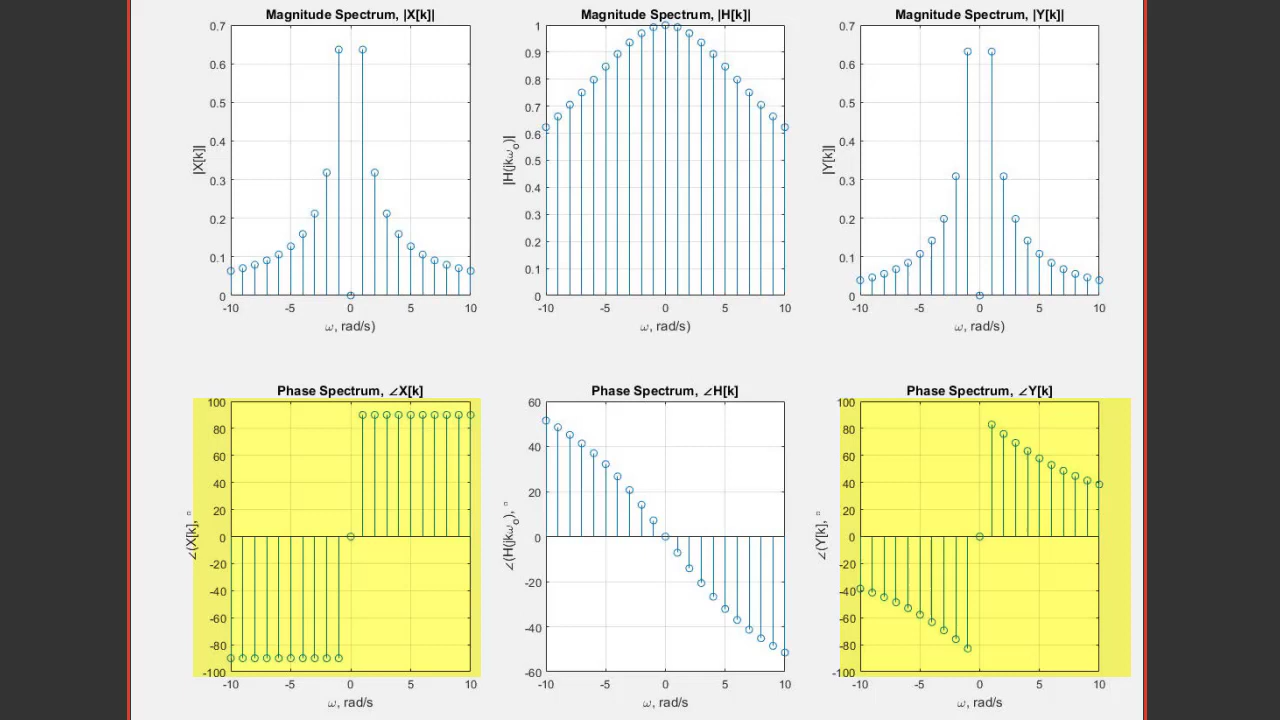 Magnitude Spectrum, |X[k]|
0.7
0.6
0.5
0.4
0.3
0.2
0.1
0
|X[k]|
-10 -5 0 5 10
ω, rad/s)
Magnitude Spectrum, |H[k]|
1
0.9
0.8
0.7
0.6
0.5
0.4
0.3
0.2
0.1
0
|H(jkωo)|
-10 -5 0 5 10
ω, rad/s)
Magnitude Spectrum, |Y[k]|
0.7
0.6
0.5
0.4
0.3
0.2
0.1
0
|Y[k]|
-10 -5 0 5 10
ω, rad/s)
Phase Spectrum, ∠X[k]
100
80
60
40
20
0
-20
-40
-60
-80
-100
∠(X[k], °
-10 -5 0 5 10
ω, rad/s
Phase Spectrum, ∠H[k]
60
40
20
0
-20
-40
-60
∠(H(jkωo), °
-10 -5 0 5 10
ω, rad/s
Phase Spectrum, ∠Y[k]
100
80
60
40
20
0
-20
-40
-60
-80
-100
∠(Y[k], °
-10 -5 0 5 10
ω, rad/s